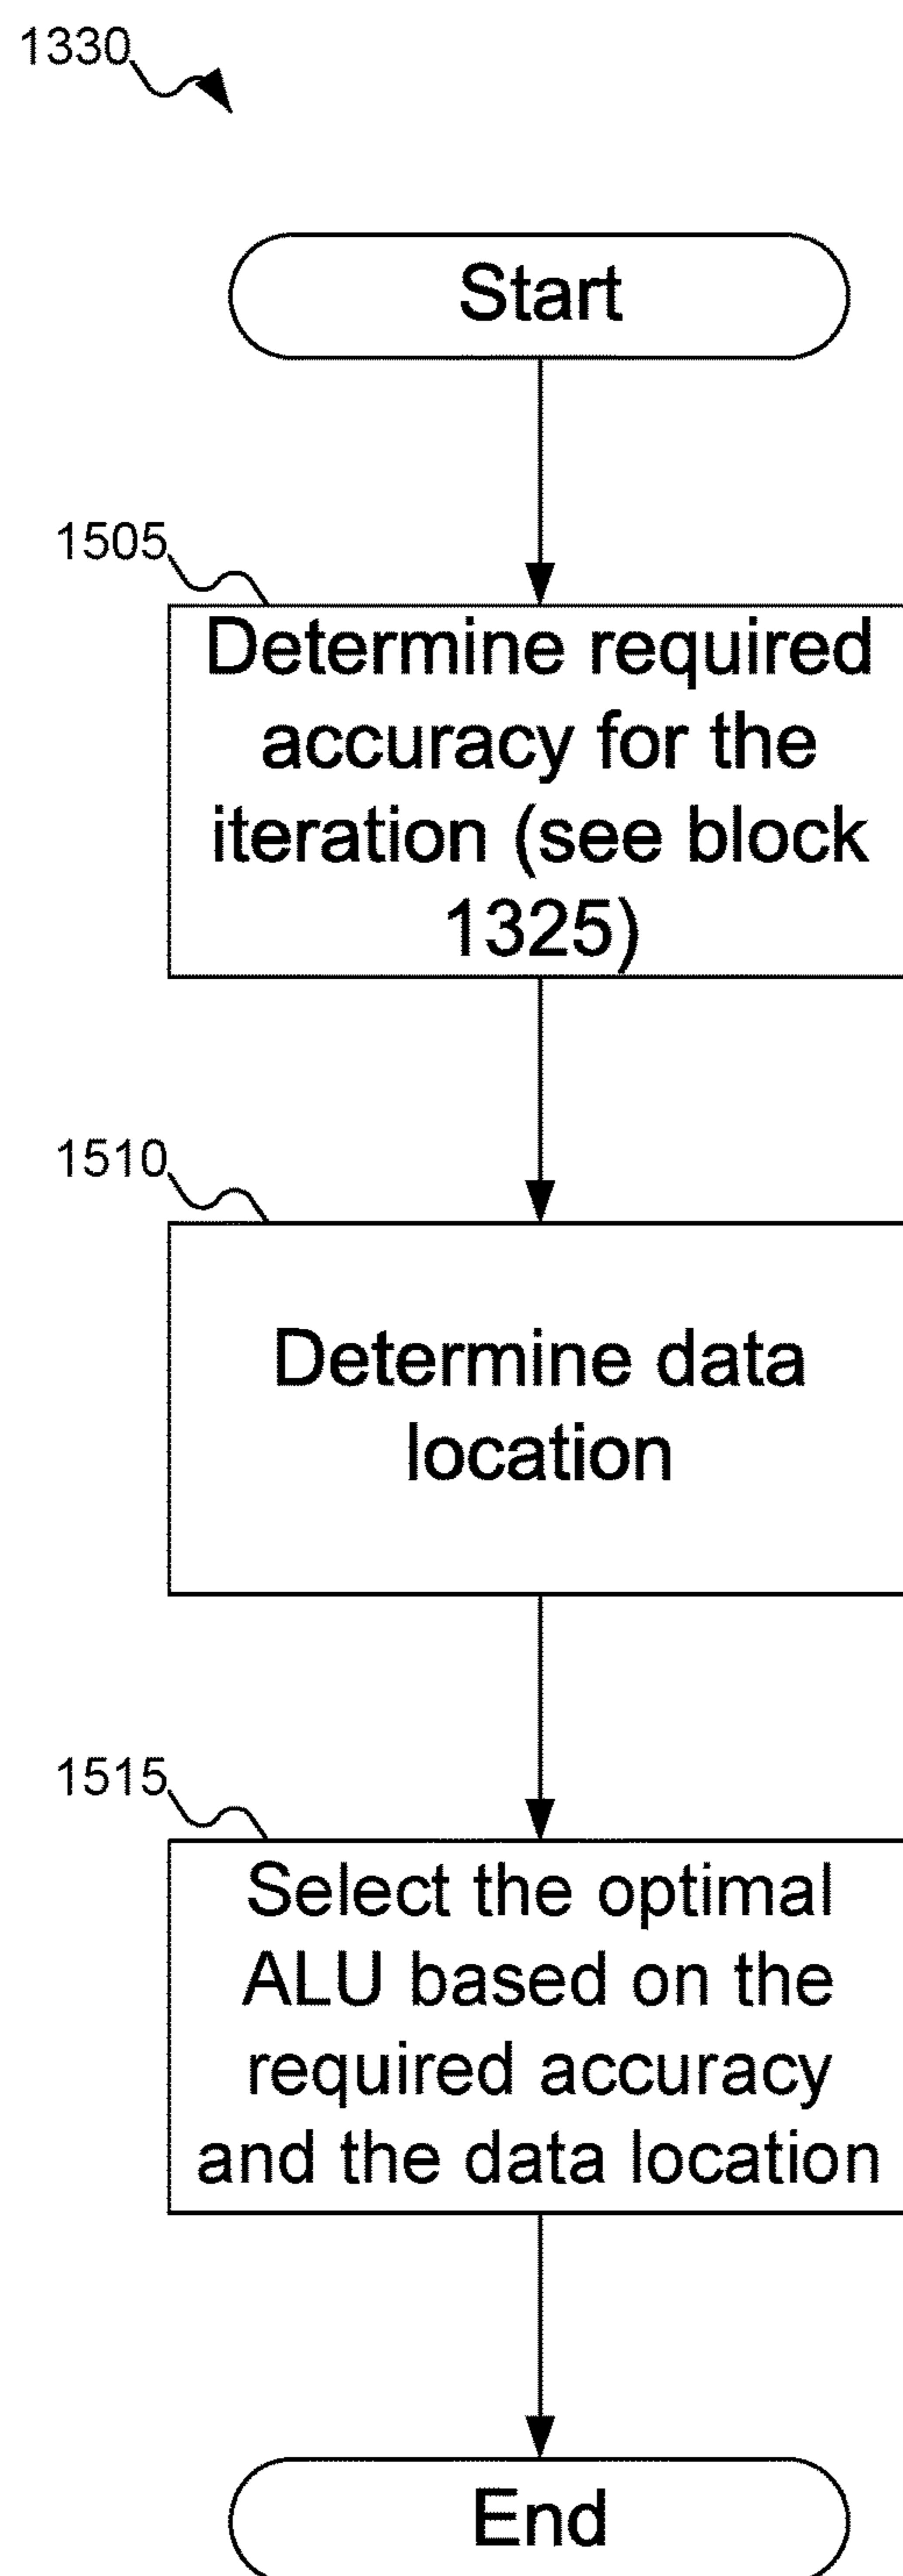 1330
Start
1505
Determine required
accuracy for the
iteration (see block
1325)
1510
Determine data
location
1515
Select the optimal
ALU based on the
required accuracy
and the data location
End